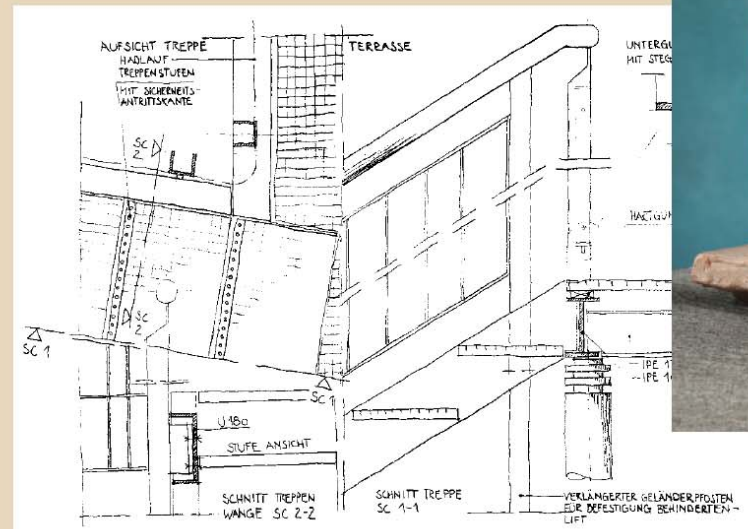 AUFSICHT TREPPE
HADLAUF
TREPPENSTUFEN
MIT SICHERHEITS-
ANTRITTSKANTE
TERRASSE
MIT STEG
SC
2
SC
2
SC 1
SC 1
U 180
STUFE ANSICHT
IPE
IPE
SCHNITT TREPPEN
WANGE SC 2-2
SCHNITT TREPPE
SC 1-1
VERLÄNGERTER GELÄNDERPFOSTEN
FÜR BEFESTIGUNG BEHINDERTEN-
LIFT